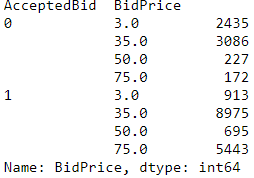 AcceptedBid  BidPrice
0            3.0         2435
             35.0        3086
             50.0         227
             75.0         172
1            3.0          913
             35.0        8975
             50.0         695
             75.0        5443
Name: BidPrice, dtype: int64